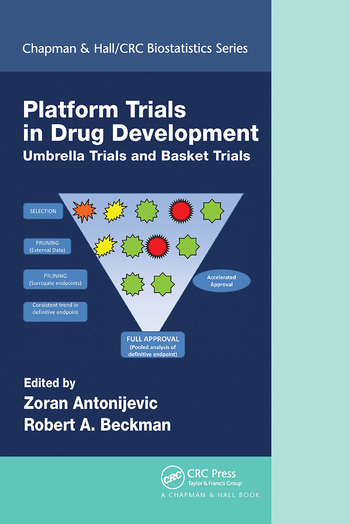 Chapman & Hall/CRC Biostatistics Series
Platform Trials
in Drug Development
Umbrella Trials and Basket Trials
SELECTION
PRUNING
(External Data)
PRUNING
(Surrogate endpoints)
Accelerated
Approval
Consistent trend in
definitive endpoint
FULL APPROVAL
(Pooled analysis of
definitive endpoint)
Edited by
Zoran Antonijevic
Robert A. Beckman
CRC
CRC Press
Taylor & Francis Group
A CHAPMAN & HALL BOOK